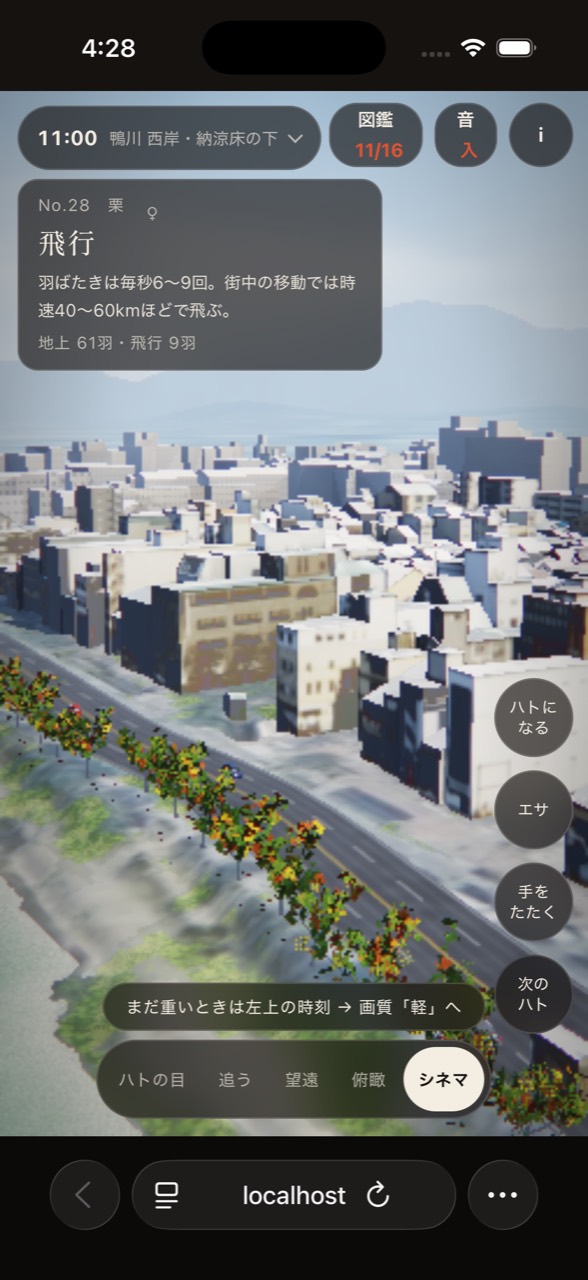 4:28
11:00 鴨川 西岸・納涼床の下
図鑑
11/16
音
入
i
No.28 栗 ♀
飛行
羽ばたきは毎秒6〜9回。街中の移動では時
速40〜60kmほどで飛ぶ。
地上 61羽・飛行 9羽
ハトに
なる
エサ
手を
たたく
次の
ハト
まだ重いときは左上の時刻 → 画質「軽」へ
ハトの目 追う 望遠 俯瞰 シネマ
localhost